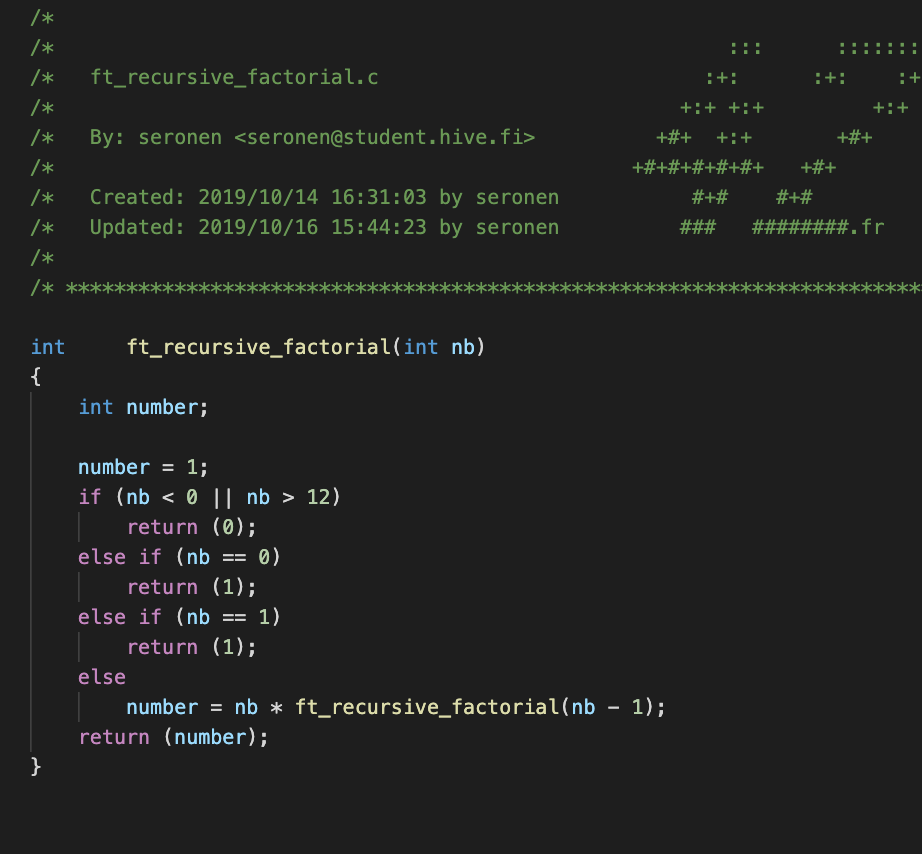 /*
/*                                                          :::      :::::::
/*   ft_recursive_factorial.c                           :+:      :+:    :+
/*                                                    +:+ +:+         +:+
/*   By: seronen <seronen@student.hive.fi>          +#+  +:+       +#+
/*                                                +#+#+#+#+#+   +#+
/*   Created: 2019/10/14 16:31:03 by seronen           #+#    #+#
/*   Updated: 2019/10/16 15:44:23 by seronen          ###   ########.fr
/*
/* ************************************************************************
int     ft_recursive_factorial(int nb)
{
    int number;
    number = 1;
    if (nb < 0 || nb > 12)
        return (0);
    else if (nb == 0)
        return (1);
    else if (nb == 1)
        return (1);
    else
        number = nb * ft_recursive_factorial(nb - 1);
    return (number);
}